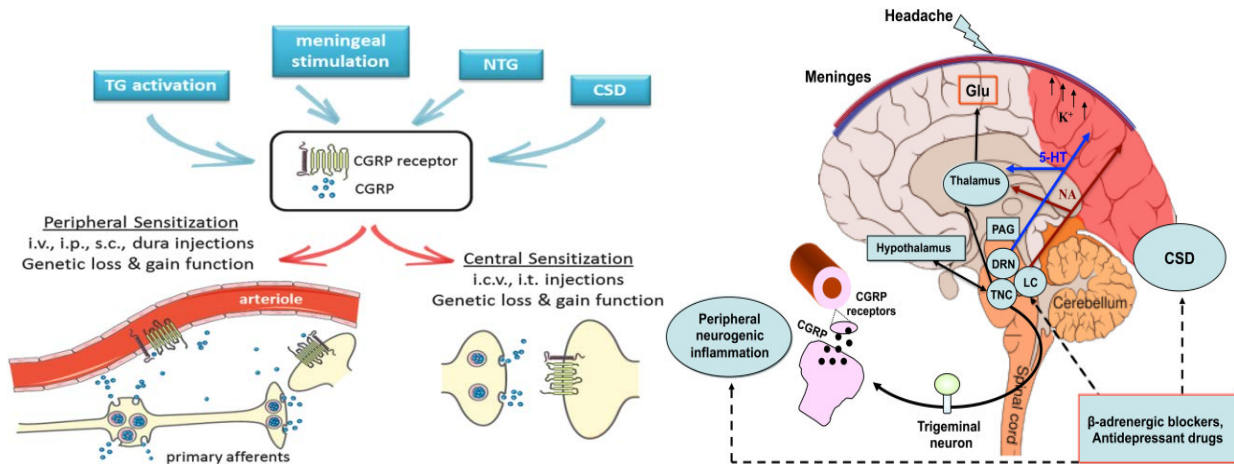 TG activation
meningeal
stimulation
NTG
CSD
CGRP receptor
CGRP
Peripheral Sensitization
i.v., i.p., s.c., dura injections
Genetic loss & gain function
Central Sensitization
i.c.v., i.t. injections
Genetic loss & gain function
arteriole
primary afferents
Headache
Meninges
Glu
K+
5-HT
Thalamus
NA
PAG
Hypothalamus
DRN
LC
TNC
CSD
Cerebellum
CGRP
receptors
CGRP
Peripheral
neurogenic
inflammation
Spinal cord
Trigeminal
neuron
β-adrenergic blockers,
Antidepressant drugs